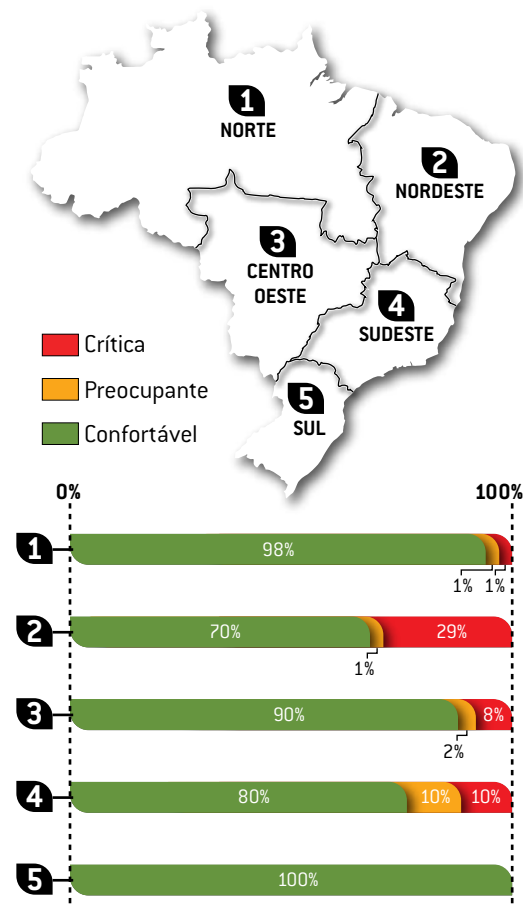 1
NORTE
2
NORDESTE
3
CENTRO
OESTE
4
SUDESTE
5
SUL
Crítica
Preocupante
Confortável
0% 100%
1 98%
1% 1%
2 70% 29%
1%
3 90% 8%
2%
4 80% 10% 10%
5 100%